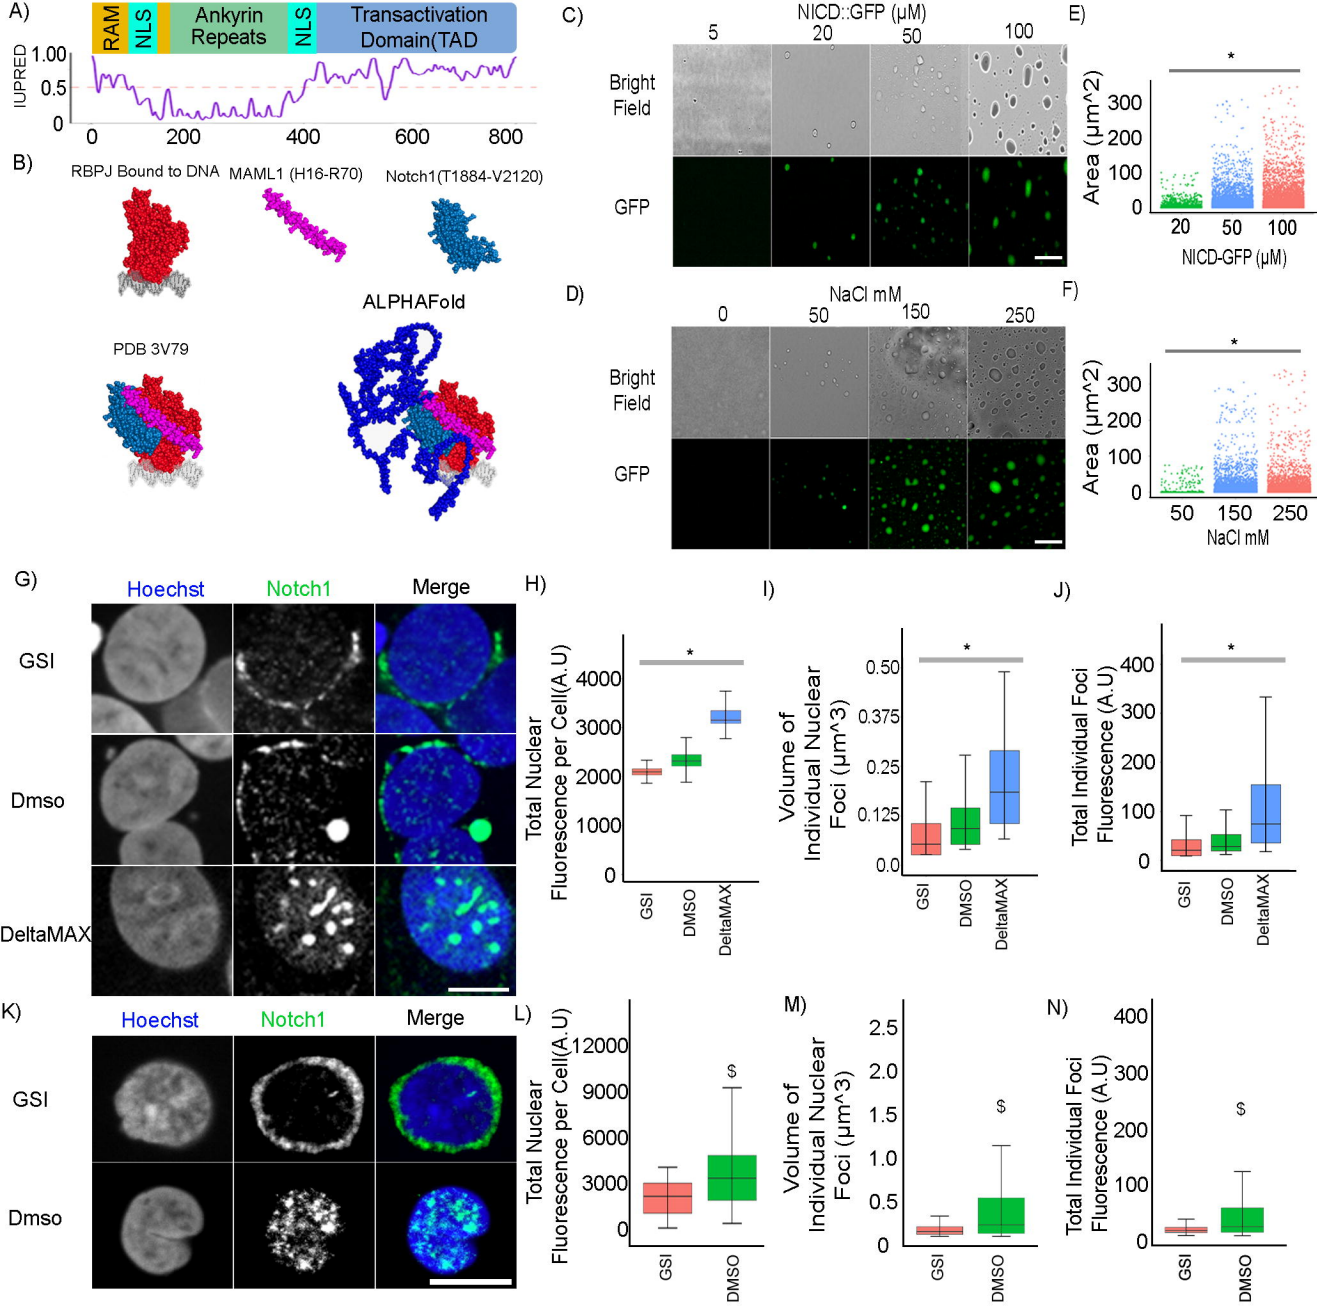 A)
RAM
NLS
Ankyrin
Repeats
NLS
Transactivation
Domain(TAD
IUPRED
1.00
0.5
0
0
200
400
600
800
B)
RBPJ Bound to DNA
MAML1 (H16-R70)
Notch1(T1884-V2120)
PDB 3V79
ALPHAFold
C)
NICD::GFP (µM)
5
20
50
100
Bright
Field
GFP
D)
NaCl mM
0
50
150
250
Bright
Field
GFP
E)
*
Area (µm^2)
300
200
100
0
20
50
100
NICD-GFP (µM)
F)
*
Area (µm^2)
300
200
100
0
50
150
250
NaCl mM
G)
Hoechst
Notch1
Merge
GSI
Dmso
DeltaMAX
H)
*
Total Nuclear
Fluorescence per Cell(A.U)
4000
3000
2000
1000
0
GSI
DMSO
DeltaMAX
I)
*
Volume of
Individual Nuclear
Foci (µm^3)
0.50
0.375
0.25
0.125
0.0
GSI
DMSO
DeltaMAX
J)
*
Total Individual Foci
Fluorescence (A.U)
400
300
200
100
0
GSI
DMSO
DeltaMAX
K)
Hoechst
Notch1
Merge
GSI
Dmso
L)
$
Total Nuclear
Fluorescence per Cell(A.U)
12000
9000
6000
3000
0
GSI
DMSO
M)
$
Volume of
Individual Nuclear
Foci (µm^3)
2.5
2.0
1.5
1.0
0.5
0
GSI
DMSO
N)
$
Total Individual Foci
Fluorescence (A.U)
400
300
200
100
0
GSI
DMSO